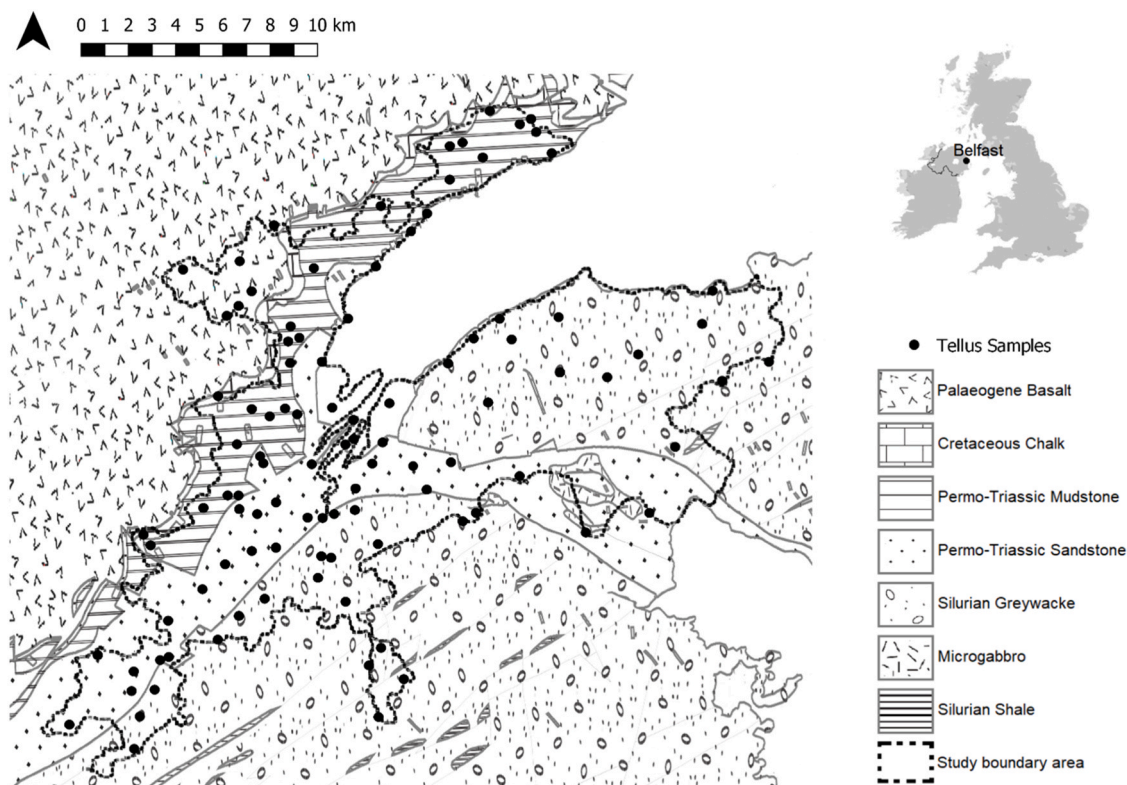 0 1 2 3 4 5 6 7 8 9 10 km
Belfast
Tellus Samples
Palaeogene Basalt
Cretaceous Chalk
Permo-Triassic Mudstone
Permo-Triassic Sandstone
Silurian Greywacke
Microgabbro
Silurian Shale
Study boundary area